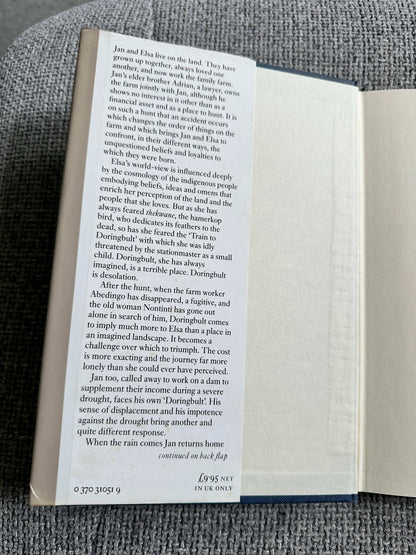 Jan and Elsa live on the land. They have
grown up together, always loved one
another, and now work the family farm.
Jan's elder brother Adrian, a lawyer, owns
the farm jointly with Jan, although he
shows no interest in it other than as a
financial asset and as a place to hunt. It is
on such a hunt that an accident occurs
which changes the order of things on the
farm and which brings Jan and Elsa to
confront, in their different ways, the
unquestioned beliefs and loyalties to
which they were born.
Elsa's world-view is influenced deeply
by the cosmology of the indigenous people
embodying beliefs, ideas and omens that
enrich her perception of the land and the
people that she loves. But as she has
always feared thekwane, the hamerkop
bird, who dedicates its feathers to the
dead, so has she feared the 'Train to
Doringbult' with which she was idly
threatened by the stationmaster as a small
child. Doringbult, she has always
imagined, is a terrible place. Doringbult
is desolation.
After the hunt, when the farm worker
Abedingo has disappeared, a fugitive, and
the old woman Nontinti has gone out
alone in search of him, Doringbult comes
to imply much more to Elsa than a place in
an imagined landscape. It becomes a
challenge over which to triumph. The cost
is more exacting and the journey far more
lonely than she could ever have perceived.
Jan too, called away to work on a dam to
supplement their income during a severe
drought, faces his own 'Doringbult'. His
sense of displacement and his impotence
against the drought bring another and
quite different response.
When the rain comes Jan returns home
continued on back flap
£9.95 NET
IN UK ONLY
0 370 31051 9